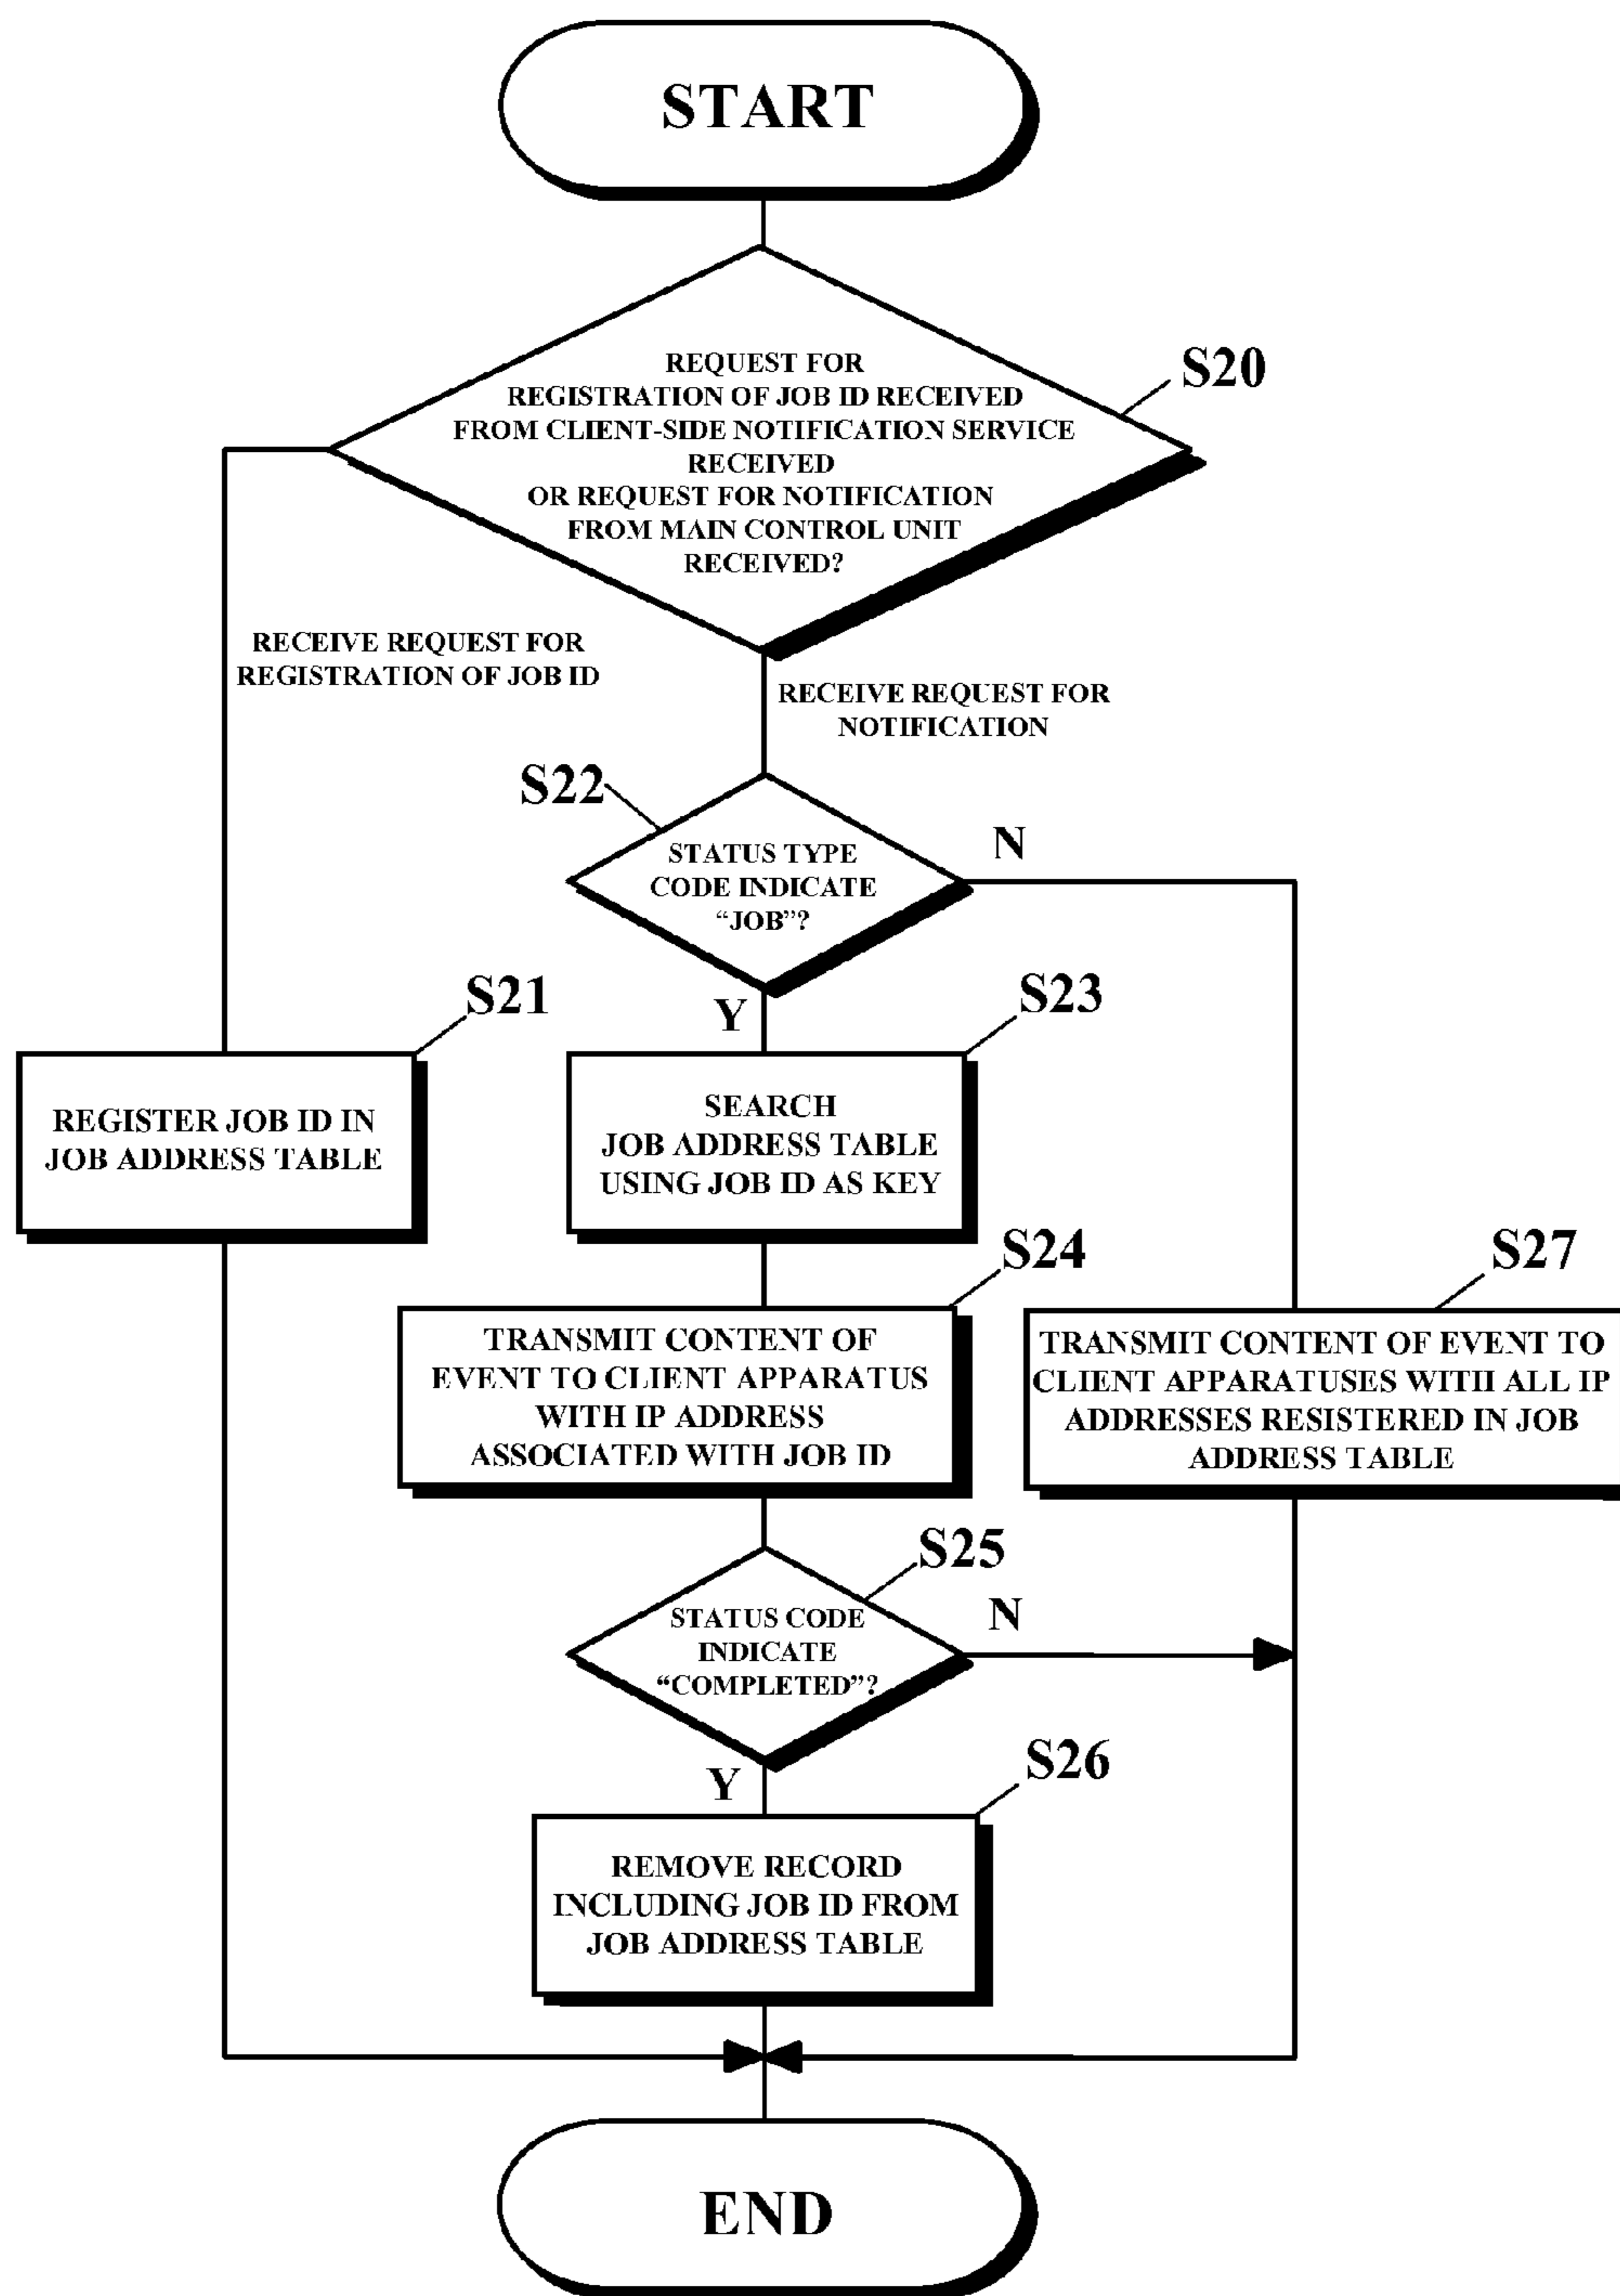 START
REQUEST FOR
REGISTRATION OF JOB ID RECEIVED
FROM CLIENT-SIDE NOTIFICATION SERVICE
RECEIVED
OR REQUEST FOR NOTIFICATION
FROM MAIN CONTROL UNIT
RECEIVED?
S20
RECEIVE REQUEST FOR
REGISTRATION OF JOB ID
RECEIVE REQUEST FOR
NOTIFICATION
S22
STATUS TYPE
CODE INDICATE
“JOB”?
N
Y
S21
REGISTER JOB ID IN
JOB ADDRESS TABLE
S23
SEARCH
JOB ADDRESS TABLE
USING JOB ID AS KEY
S24
TRANSMIT CONTENT OF
EVENT TO CLIENT APPARATUS
WITH IP ADDRESS
ASSOCIATED WITH JOB ID
S27
TRANSMIT CONTENT OF EVENT TO
CLIENT APPARATUSES WITH ALL IP
ADDRESSES RESISTERED IN JOB
ADDRESS TABLE
S25
STATUS CODE
INDICATE
“COMPLETED”?
N
Y
S26
REMOVE RECORD
INCLUDING JOB ID FROM
JOB ADDRESS TABLE
END